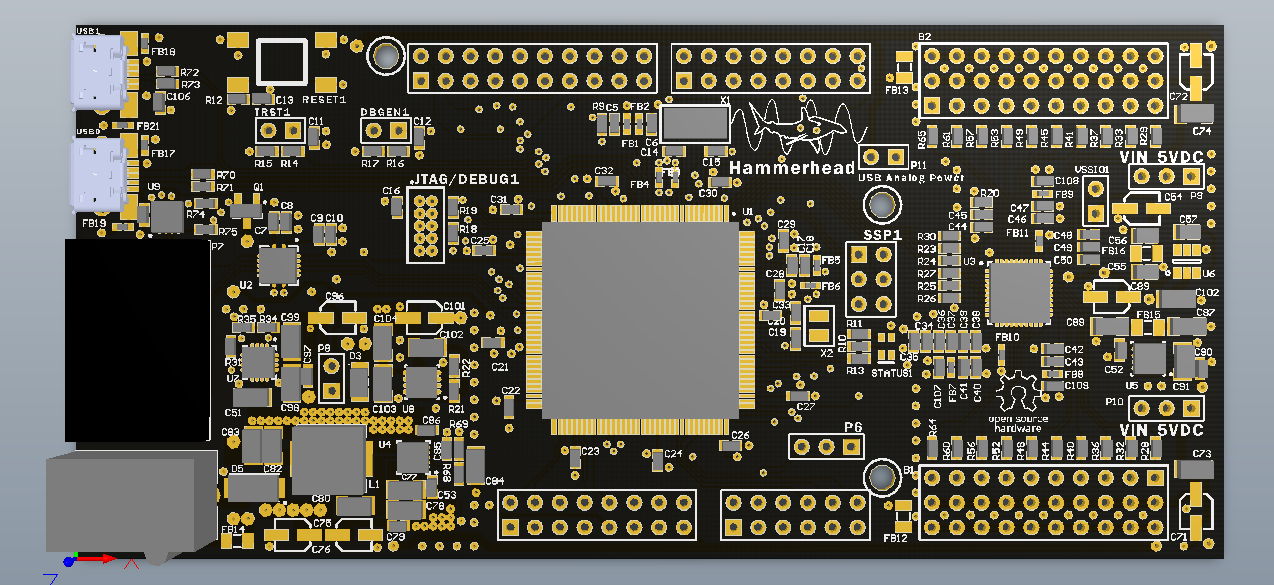 USB1
FB18
R72
R73
C106
R12
C13
RESET1
TRST1
C11
R15 R14
DBGEN1
C12
R17 R16
FB21
USB0
FB17
FB19
U9
R70
R71
R74
R75
Q1
C7
C8
C9 C10
P7
U2
C16
JTAG/DEBUG1
R19
R18
C25
C31
R9
C5
FB2
FB1
C6
C14
X1
C15
C32
FB4
C30
Hammerhead
P11
USB Analog Power
U1
C29
FB5
FB6
C28
C33
C20
C19
X2
SSP1
R11
R10
R13
STATUS1
B2
FB13
C72
C74
R65
R61
R57
R53
R49
R45
R41
R37
R33
R29
VIN 5VDC
P9
VSSIO1
C64
C108
FB9
C47
C46
FB11
R20
C45
C44
C48
C49
C50
C56
FB16
C55
C67
U6
R30
R23
R24
R27
R25
R26
U3
C89
C102
C87
FB15
C88
C52
U5
C90
C91
C34
C36
C37
C39
C38
C35
FB10
C107
FB7
C41
C40
C42
C43
FB8
C109
open source
hardware
P10
VIN 5VDC
C96
C101
R35
R34
C99
C104
C102
R31
U7
C97
P8
D3
C98
C103
C51
U8
R22
R21
C21
C22
C27
C83
D5
C82
L1
U4
C86
R69
C85
R68
C77
C53
C84
C78
C79
C80
C75
C76
FB14
C23
C24
C26
P6
B1
FB12
R64
R60
R56
R52
R48
R44
R40
R36
R32
R28
C73
C71